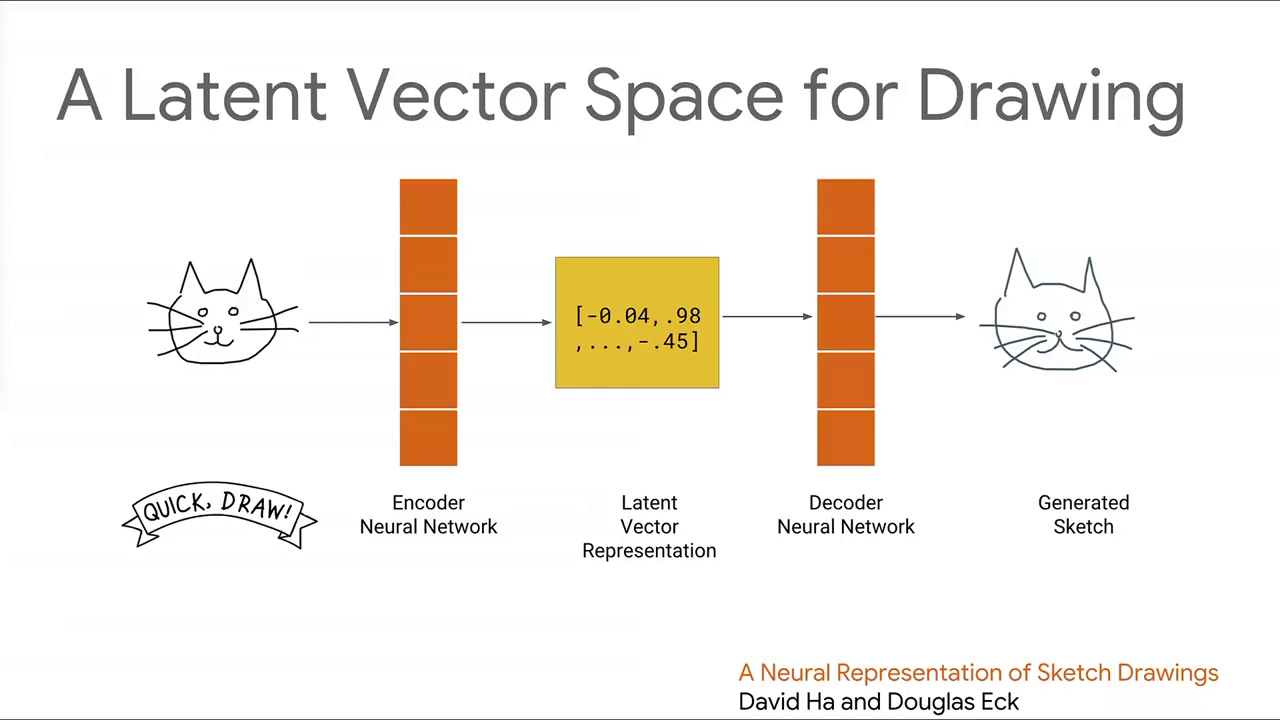 A Latent Vector Space for Drawing
[-0.04,.98
,...,-.45]
QUICK, DRAW!
Encoder
Neural Network
Latent
Vector
Representation
Decoder
Neural Network
Generated
Sketch
A Neural Representation of Sketch Drawings
David Ha and Douglas Eck